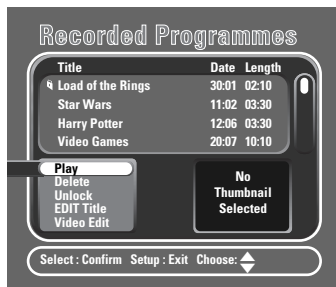 Recorded Programmes
Title Date Length
Load of the Rings 30:01 02:10
Star Wars 11:02 03:30
Harry Potter 12:06 03:30
Video Games 20:07 10:10
Play
Delete
Unlock
EDIT Title
Video Edit
No
Thumbnail
Selected
Select : Confirm Setup : Exit Choose: